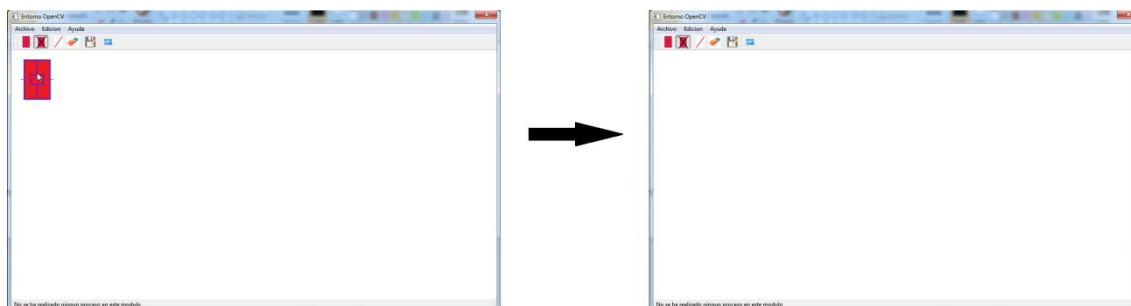 Entorno OpenCV
Archivo Edicion Ayuda
No se ha realizado ningun proceso en este modulo
Entorno OpenCV
Archivo Edicion Ayuda
No se ha realizado ningun proceso en este modulo